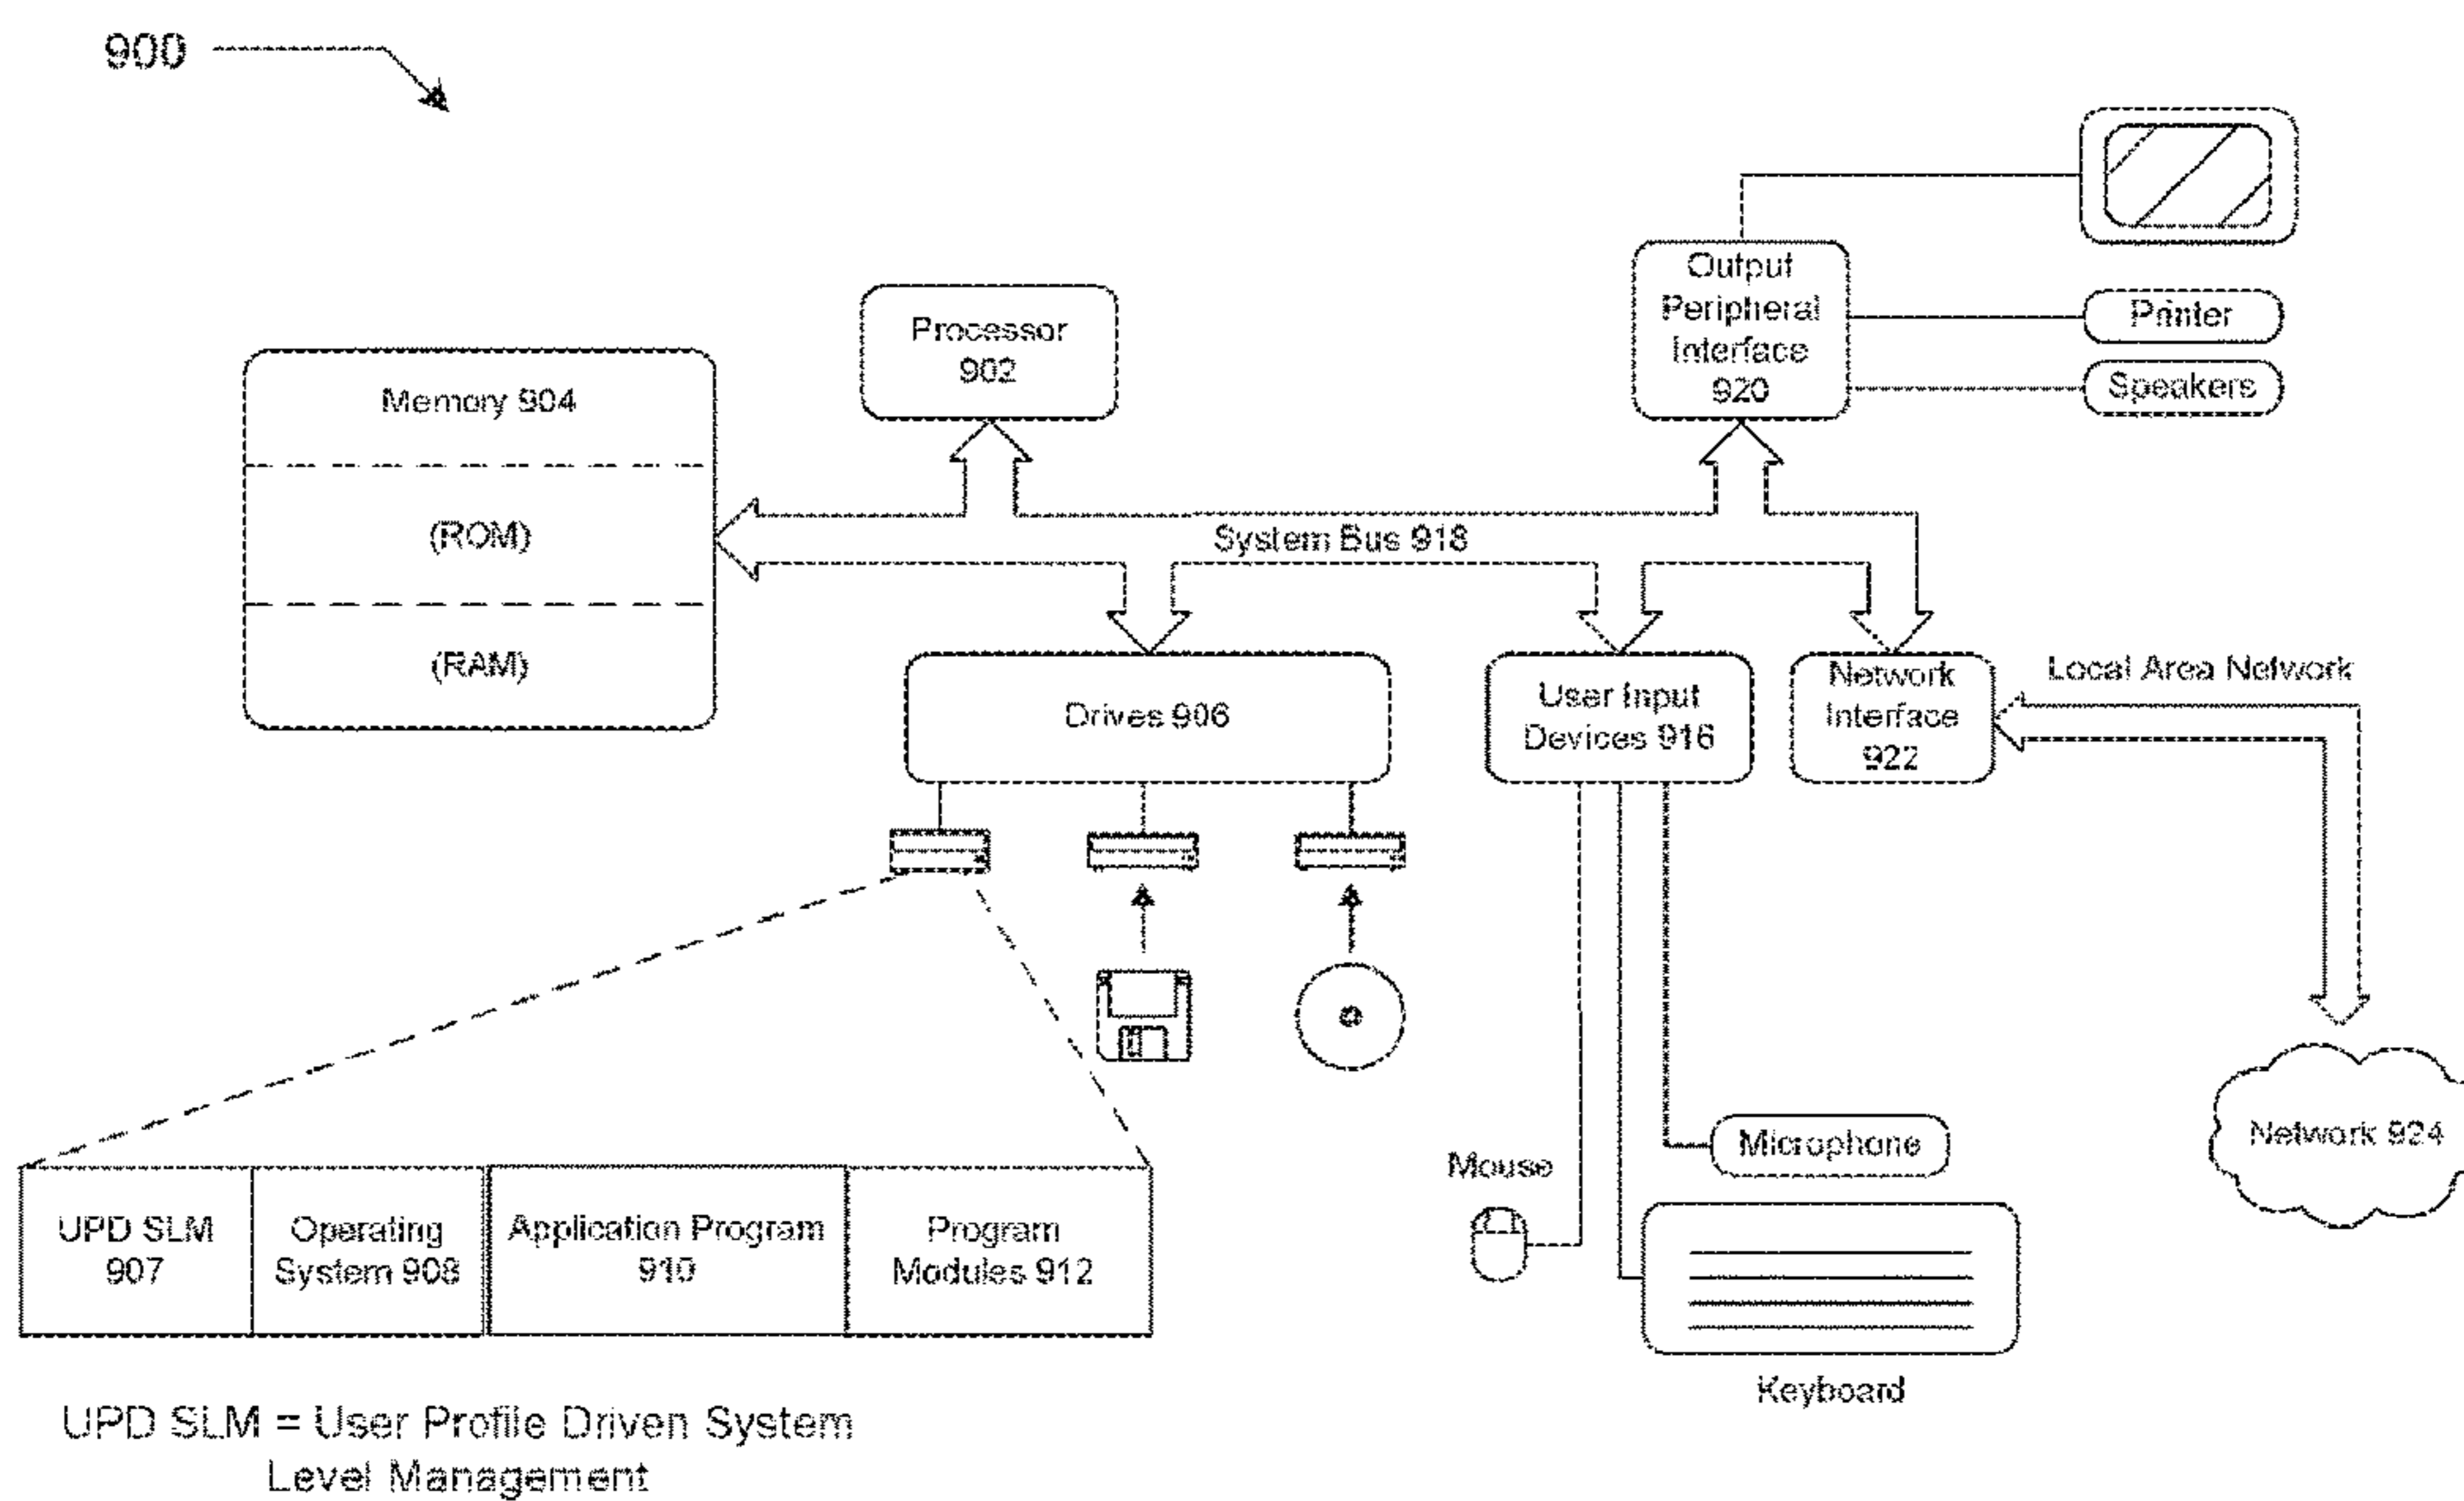 900
Output
Peripheral
Interface
920
Printer
Speakers
Processor
902
Memory 904
(ROM)
(RAM)
System Bus 918
Drives 906
User Input
Devices 916
Network
Interface
922
Local Area Network
Network 924
Microphone
Mouse
Keyboard
UPD SLM
907
Operating
System 908
Application Program
910
Program
Modules 912
UPD SLM = User Profile Driven System
Level Management